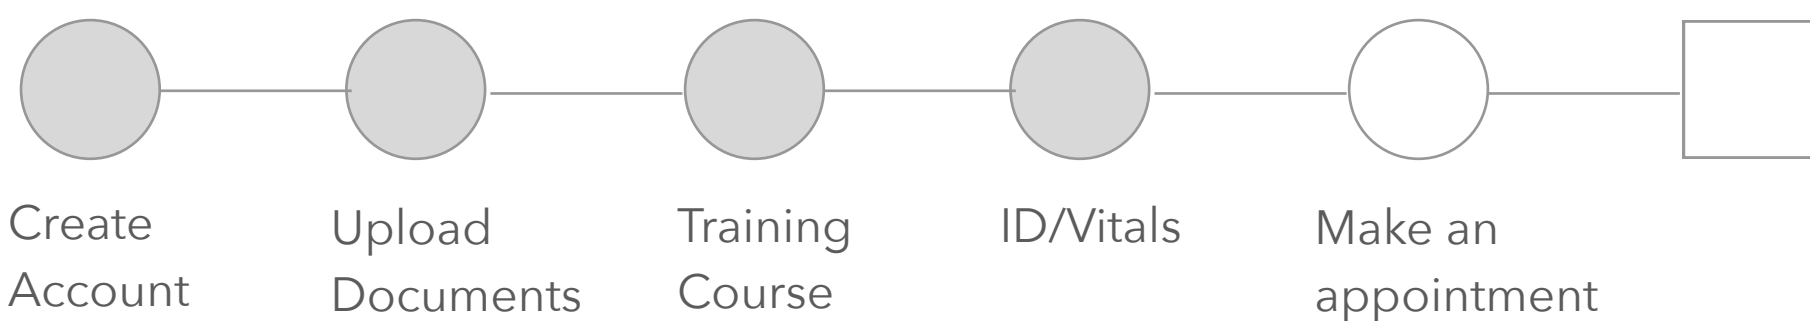 Create
Account
Upload
Documents
Training
Course
ID/Vitals
Make an
appointment